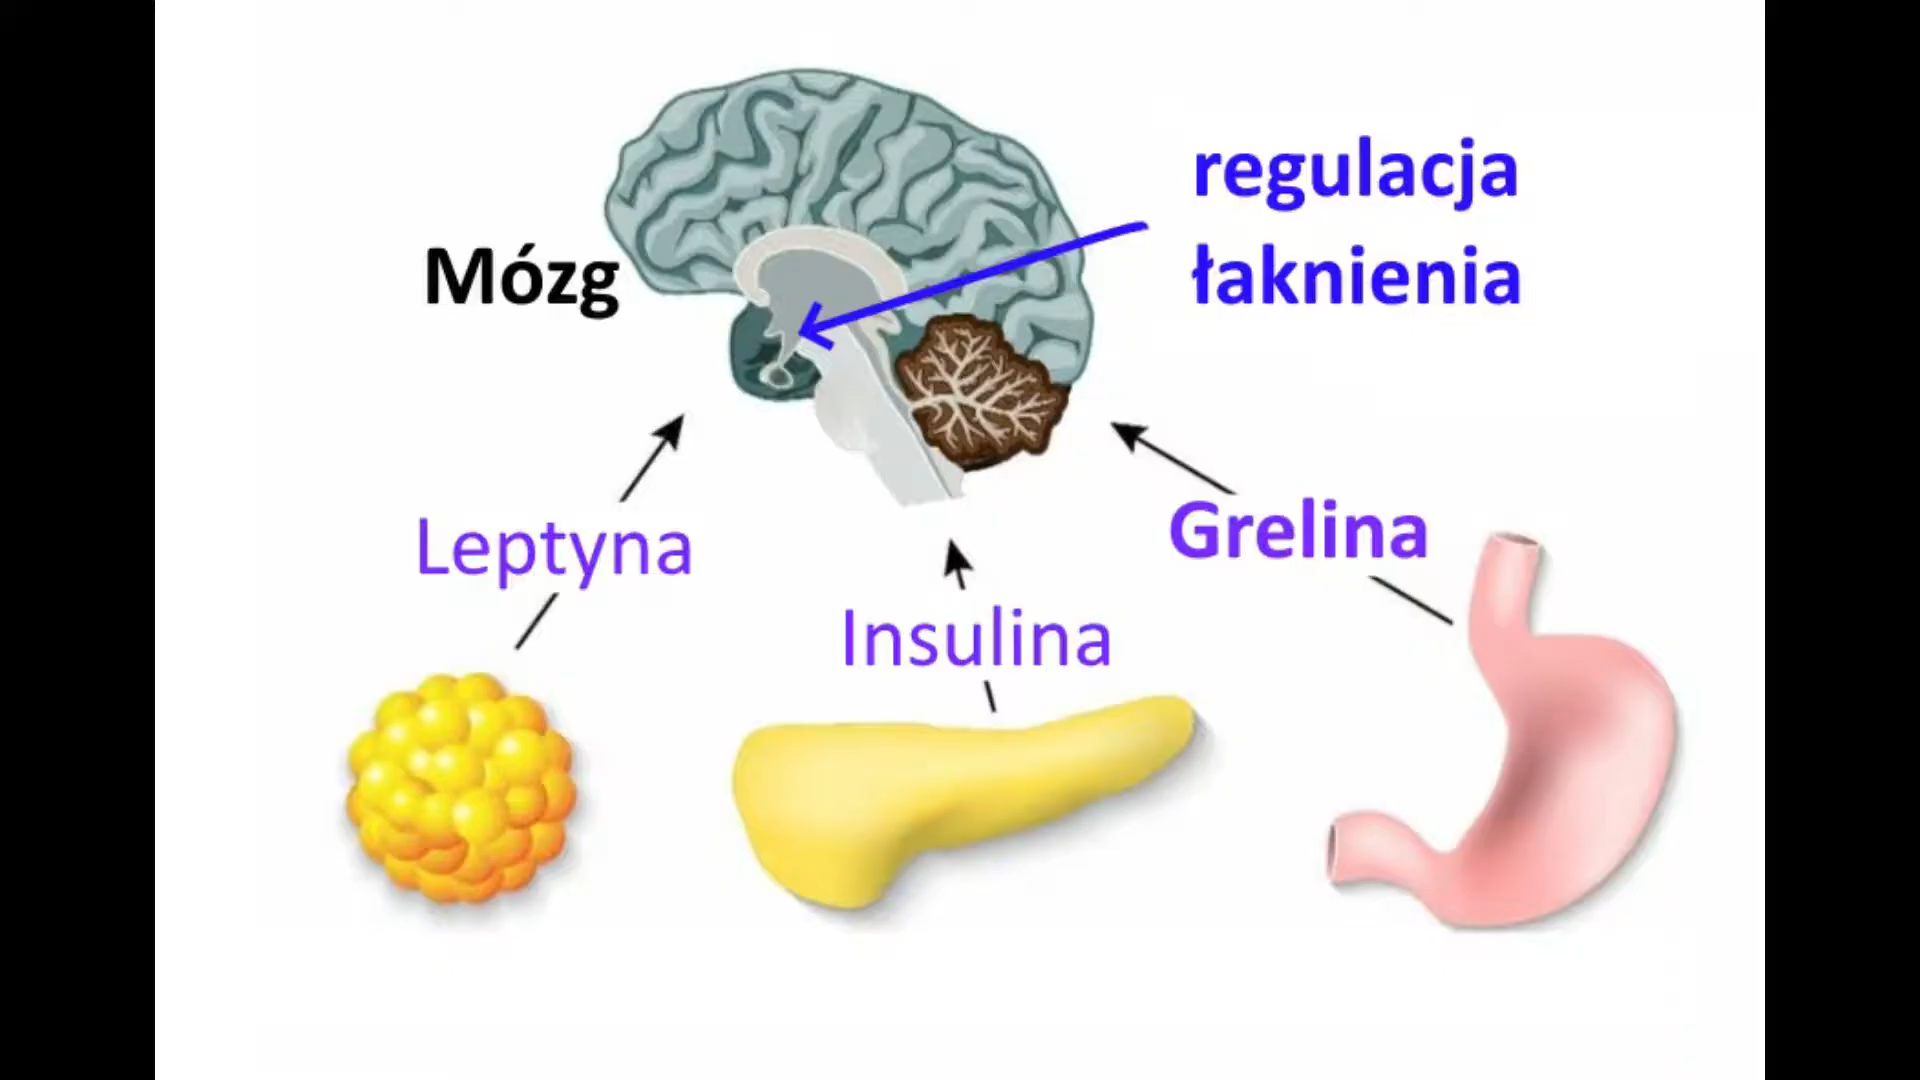 regulacja
łaknienia
Mózg
Leptyna
Grelina
Insulina